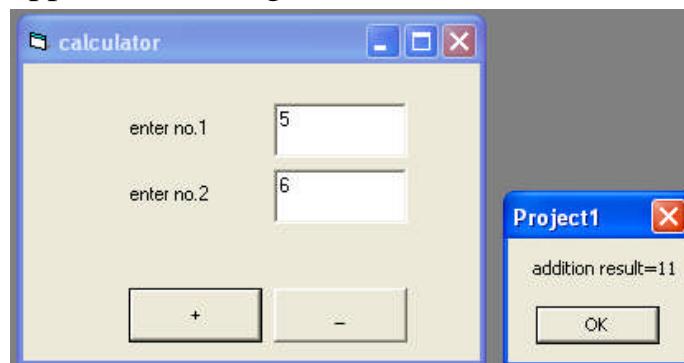 calculator
enter no.1
5
enter no.2
6
+
_
Project1
addition result=11
OK